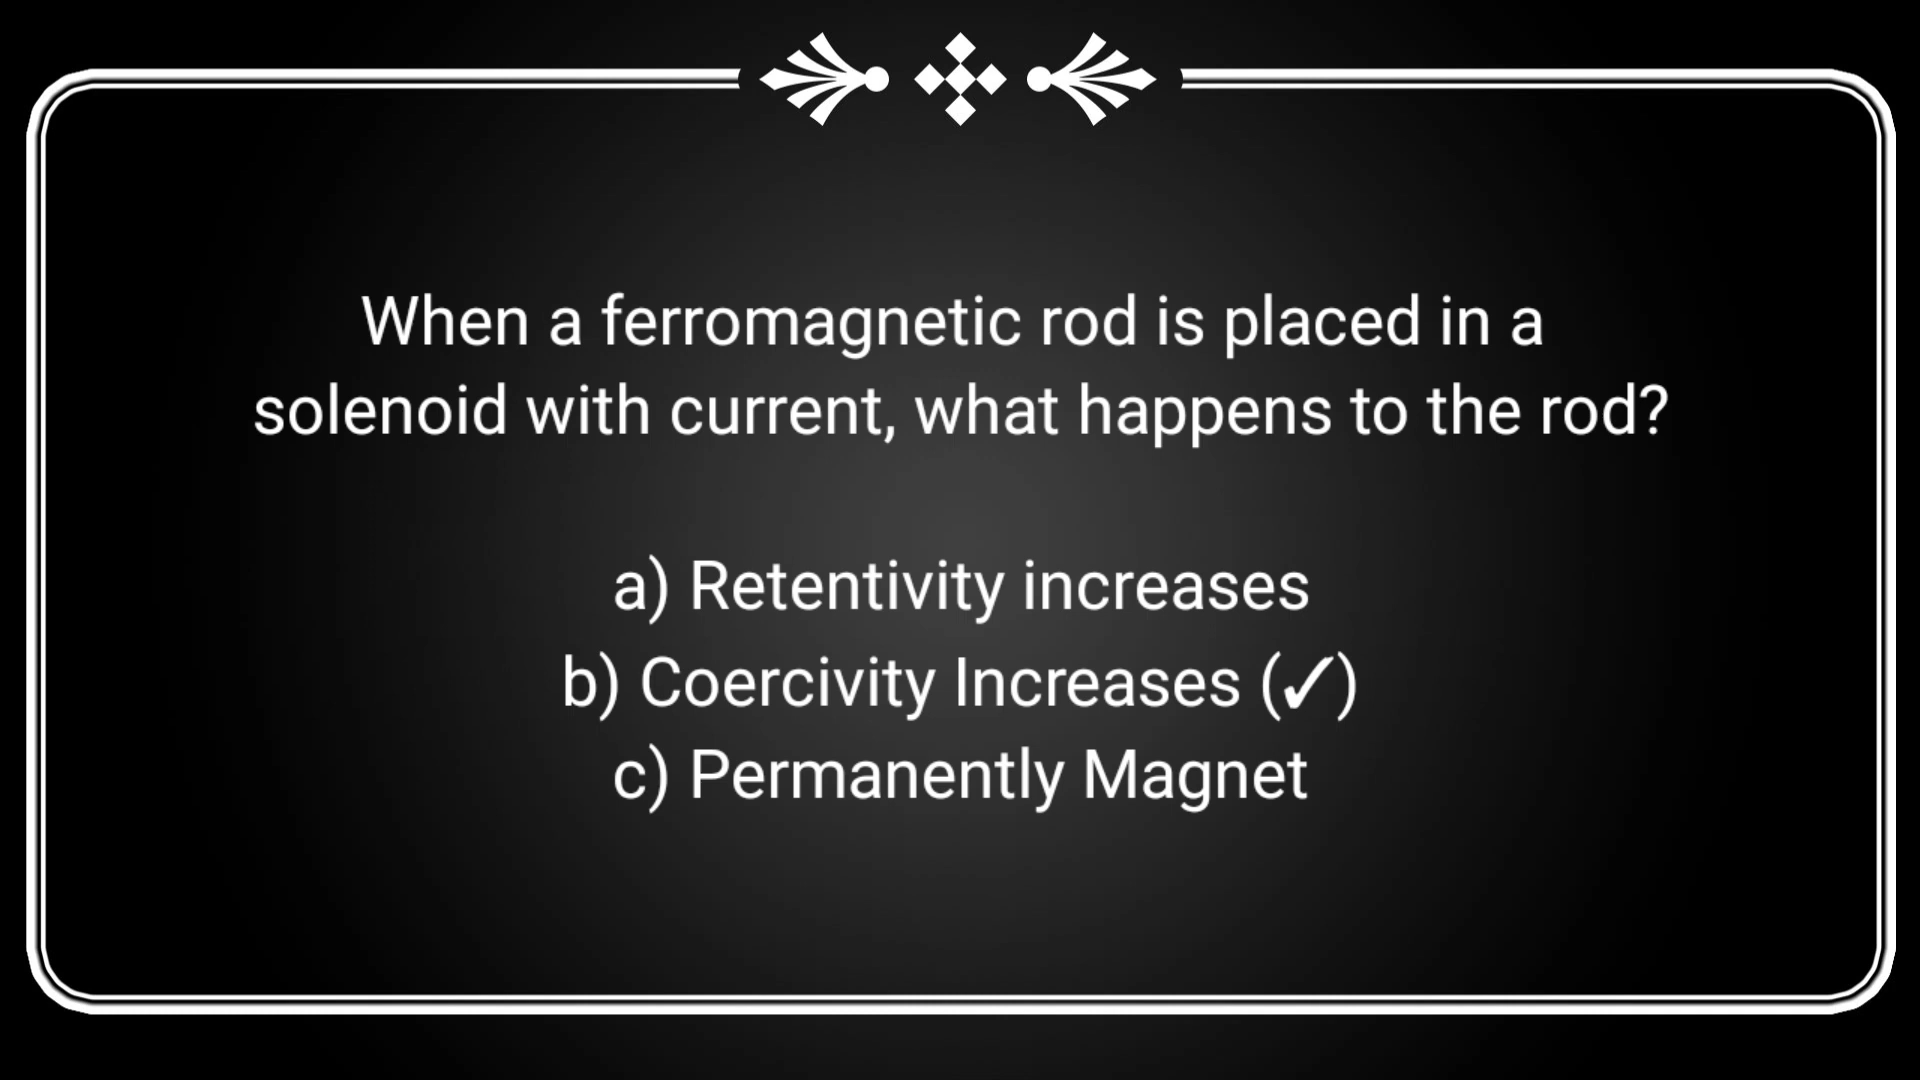 When a ferromagnetic rod is placed in a
solenoid with current, what happens to the rod?
a) Retentivity increases
b) Coercivity Increases (✓)
c) Permanently Magnet